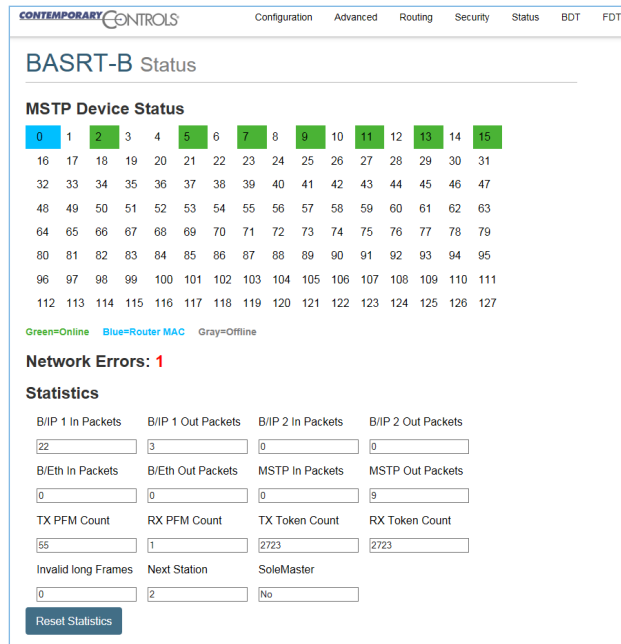 CONTEMPORARY CONTROLS®
Configuration Advanced Routing Security Status BDT FDT
BASRT-B Status
MSTP Device Status
0 1 2 3 4 5 6 7 8 9 10 11 12 13 14 15
16 17 18 19 20 21 22 23 24 25 26 27 28 29 30 31
32 33 34 35 36 37 38 39 40 41 42 43 44 45 46 47
48 49 50 51 52 53 54 55 56 57 58 59 60 61 62 63
64 65 66 67 68 69 70 71 72 73 74 75 76 77 78 79
80 81 82 83 84 85 86 87 88 89 90 91 92 93 94 95
96 97 98 99 100 101 102 103 104 105 106 107 108 109 110 111
112 113 114 115 116 117 118 119 120 121 122 123 124 125 126 127
Green=Online Blue=Router MAC Gray=Offline
Network Errors: 1
Statistics
B/IP 1 In Packets B/IP 1 Out Packets B/IP 2 In Packets B/IP 2 Out Packets
22 3 0 0
B/Eth In Packets B/Eth Out Packets MSTP In Packets MSTP Out Packets
0 0 0 9
TX PFM Count RX PFM Count TX Token Count RX Token Count
55 1 2723 2723
Invalid long Frames Next Station SoleMaster
0 2 No
Reset Statistics